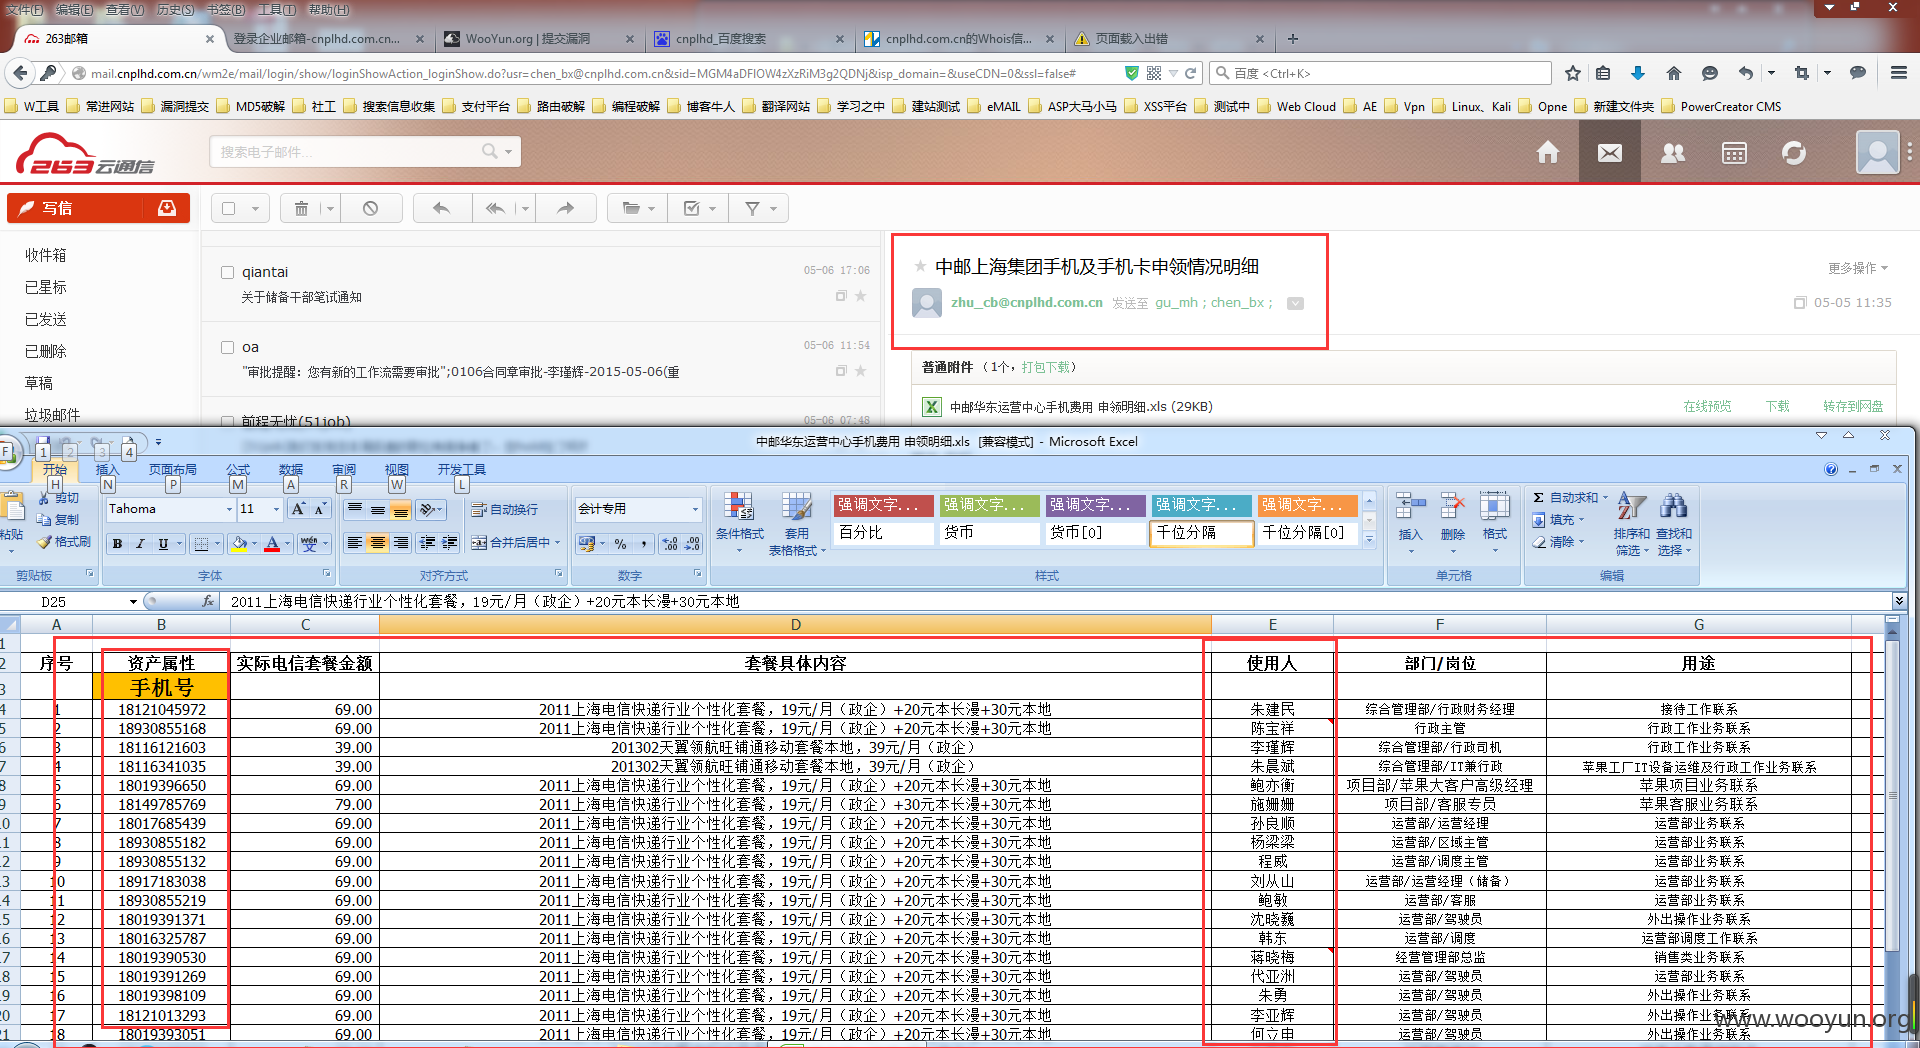 文件(F) 编辑(E) 查看(V) 历史(S) 书签(B) 工具(T) 帮助(H)
263邮箱 登录企业邮箱-cnplhd.com.cn... WooYun.org | 提交漏洞 cnplhd_百度搜索 cnplhd.com.cn的Whois信... 页面载入出错
mail.cnplhd.com.cn/wm2e/mail/login/show/loginShowAction_loginShow.do?usr=chen_bx@cnplhd.com.cn&sid=MGM4aDFlOW4zXzRiM3g2QDNj&isp_domain=&useCDN=0&ssl=false# 百度 <Ctrl+K>
W工具 常进网站 漏洞提交 MD5破解 社工 搜索信息收集 支付平台 路由破解 编程破解 博客牛人 翻译网站 学习之中 建站测试 eMAIL ASP大马小马 XSS平台 测试中 Web Cloud AE Vpn Linux、Kali Opne 新建文件夹 PowerCreator CMS
263云通信 搜索电子邮件...
写信
收件箱
已星标
已发送
已删除
草稿
垃圾邮件
qiantai 05-06 17:06
关于储备干部笔试通知
oa 05-06 11:54
"审批提醒：您有新的工作流需要审批";0106合同章审批-李瑾辉-2015-05-06(重
前程无忧(51job) 05-06 07:48
中邮上海集团手机及手机卡申领情况明细 更多操作
zhu_cb@cnplhd.com.cn 发送至 gu_mh ; chen_bx ; 05-05 11:35
普通附件 （1个，打包下载）
中邮华东运营中心手机费用 申领明细.xls (29KB) 在线预览 下载 转存到网盘
中邮华东运营中心手机费用 申领明细.xls [兼容模式] - Microsoft Excel
F 1 2 3 4
开始 插入 页面布局 公式 数据 审阅 视图 开发工具
H N P M A R W L
粘贴 剪切 复制 格式刷 剪贴板
Tahoma 11 B I U A 字体
自动换行 合并后居中 对齐方式
会计专用 % 数字
条件格式 套用表格格式
强调文字... 强调文字... 强调文字... 强调文字... 强调文字...
百分比 货币 货币[0] 千位分隔 千位分隔[0]
样式
插入 删除 格式 单元格
Σ 自动求和 填充 清除 排序和筛选 查找和选择 编辑
D25 fx 2011上海电信快递行业个性化套餐，19元/月（政企）+20元本长漫+30元本地
A B C D E F G
1
2 序号 资产属性 实际电信套餐金额 套餐具体内容 使用人 部门/岗位 用途
3 手机号
4 1 18121045972 69.00 2011上海电信快递行业个性化套餐，19元/月（政企）+20元本长漫+30元本地 朱建民 综合管理部/行政财务经理 接待工作联系
5 2 18930855168 69.00 2011上海电信快递行业个性化套餐，19元/月（政企）+20元本长漫+30元本地 陈宝祥 行政主管 行政工作业务联系
6 3 18116121603 39.00 201302天翼领航旺铺通移动套餐本地，39元/月（政企） 李瑾辉 综合管理部/行政司机 行政工作业务联系
7 4 18116341035 39.00 201302天翼领航旺铺通移动套餐本地，39元/月（政企） 朱晨斌 综合管理部/IT兼行政 苹果工厂IT设备运维及行政工作业务联系
8 5 18019396650 69.00 2011上海电信快递行业个性化套餐，19元/月（政企）+20元本长漫+30元本地 鲍亦衡 项目部/苹果大客户高级经理 苹果项目业务联系
9 6 18149785769 79.00 2011上海电信快递行业个性化套餐，19元/月（政企）+30元本长漫+30元本地 施姗姗 项目部/客服专员 苹果客服业务联系
10 7 18017685439 69.00 2011上海电信快递行业个性化套餐，19元/月（政企）+20元本长漫+30元本地 孙良顺 运营部/运营经理 运营部业务联系
11 8 18930855182 69.00 2011上海电信快递行业个性化套餐，19元/月（政企）+20元本长漫+30元本地 杨梁梁 运营部/区域主管 运营部业务联系
12 9 18930855132 69.00 2011上海电信快递行业个性化套餐，19元/月（政企）+20元本长漫+30元本地 程威 运营部/调度主管 运营部业务联系
13 10 18917183038 69.00 2011上海电信快递行业个性化套餐，19元/月（政企）+20元本长漫+30元本地 刘从山 运营部/运营经理（储备） 运营部业务联系
14 11 18930855219 69.00 2011上海电信快递行业个性化套餐，19元/月（政企）+20元本长漫+30元本地 鲍敏 运营部/客服 运营部业务联系
15 12 18019391371 69.00 2011上海电信快递行业个性化套餐，19元/月（政企）+20元本长漫+30元本地 沈晓巍 运营部/驾驶员 外出操作业务联系
16 13 18016325787 69.00 2011上海电信快递行业个性化套餐，19元/月（政企）+20元本长漫+30元本地 韩东 运营部/调度 运营部调度工作联系
17 14 18019390530 69.00 2011上海电信快递行业个性化套餐，19元/月（政企）+20元本长漫+30元本地 蒋晓梅 经营管理部总监 销售类业务联系
18 15 18019391269 69.00 2011上海电信快递行业个性化套餐，19元/月（政企）+20元本长漫+30元本地 代亚洲 运营部/驾驶员 运营部业务联系
19 16 18019398109 69.00 2011上海电信快递行业个性化套餐，19元/月（政企）+20元本长漫+30元本地 朱勇 运营部/驾驶员 外出操作业务联系
20 17 18121013293 69.00 2011上海电信快递行业个性化套餐，19元/月（政企）+20元本长漫+30元本地 李亚辉 运营部/驾驶员 外出操作业务联系
21 18 18019393051 69.00 2011上海电信快递行业个性化套餐，19元/月（政企）+20元本长漫+30元本地 何立申 运营部/驾驶员 外出操作业务联系
www.wooyun.org